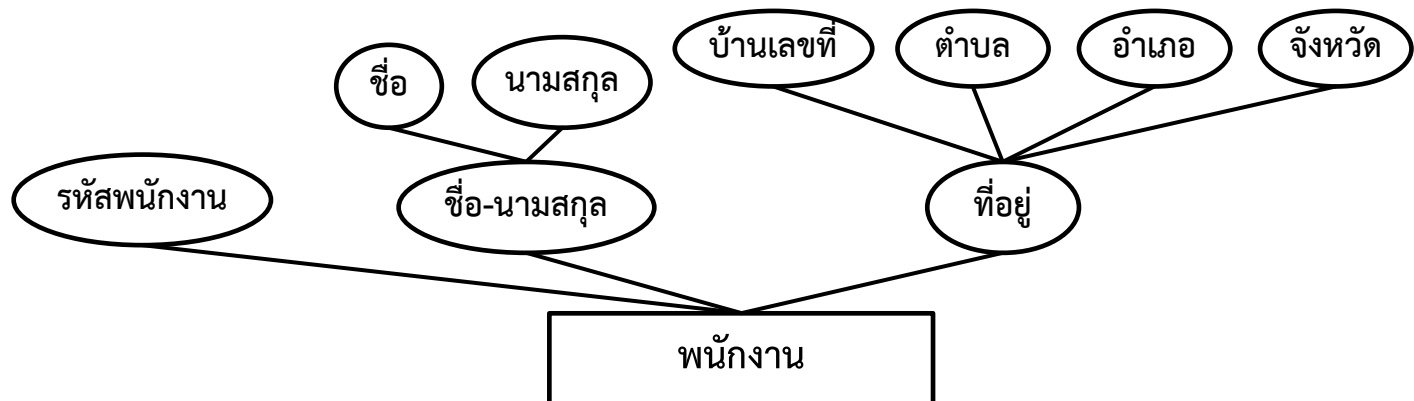 บ้านเลขที่ ตำบล อำเภอ จังหวัด
ชื่อ นามสกุล
รหัสพนักงาน ชื่อ-นามสกุล ที่อยู่
พนักงาน